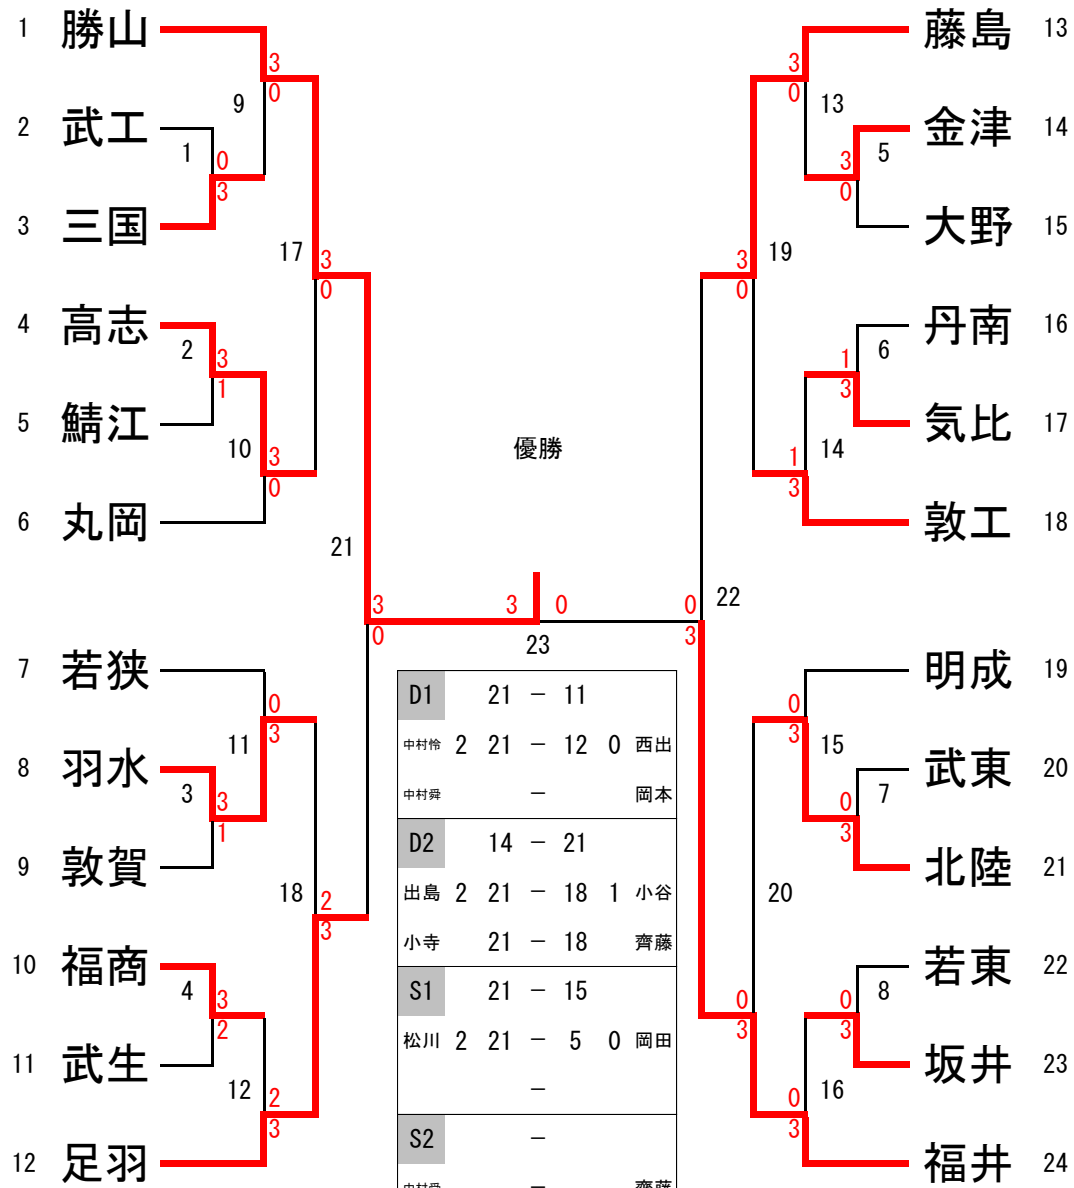 1 勝山
3
0
9
2 武工
1
0
3
3 三国
17
3
0
4 高志
2
3
1
5 鯖江
10
3
0
6 丸岡
21
3
0
7 若狭
0
3
11
8 羽水
3
3
1
9 敦賀
18
2
3
10 福商
4
3
2
11 武生
12
2
3
12 足羽
優勝
3 0
23
D1 21 － 11
中村怜 2 21 － 12 0 西出
中村舜 － 岡本
D2 14 － 21
出島 2 21 － 18 1 小谷
小寺 21 － 18 齊藤
S1 21 － 15
松川 2 21 － 5 0 岡田
－
S2 －
中村舜 － 齊藤
藤島 13
3
0
13
金津 14
3
0
5
大野 15
3
0
19
丹南 16
1
3
6
気比 17
1
3
14
敦工 18
0
3
22
明成 19
0
3
15
武東 20
0
3
7
北陸 21
20
0
3
若東 22
0
3
8
坂井 23
0
3
16
福井 24